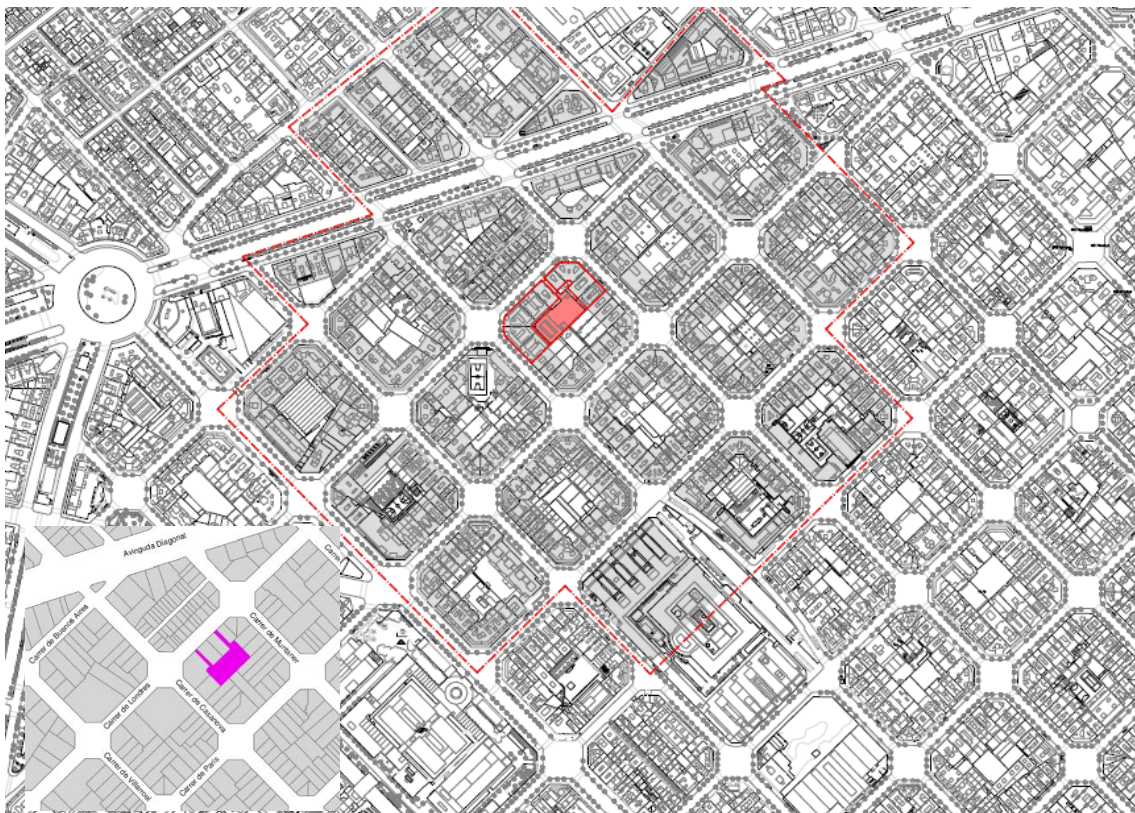 Avinguda Diagonal
Carrer de Buenos Aires
Carrer de Muntaner
Carrer de Londres
Carrer de Casanova
Carrer de Villarroel
Carrer de París